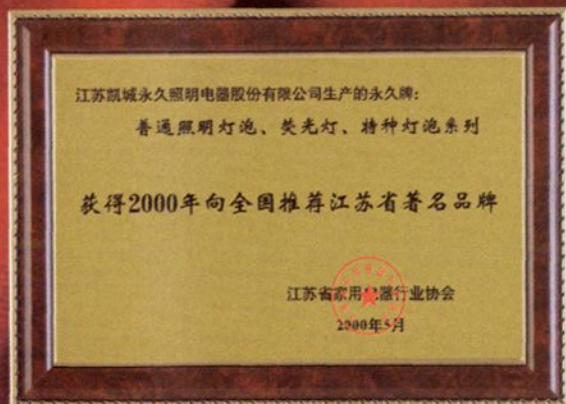 江苏凯城永久照明电器股份有限公司生产的永久牌:
普通照明灯泡、荧光灯、特种灯泡系列
获得2000年向全国推荐江苏省著名品牌
江苏省家用电器行业协会
2000年5月